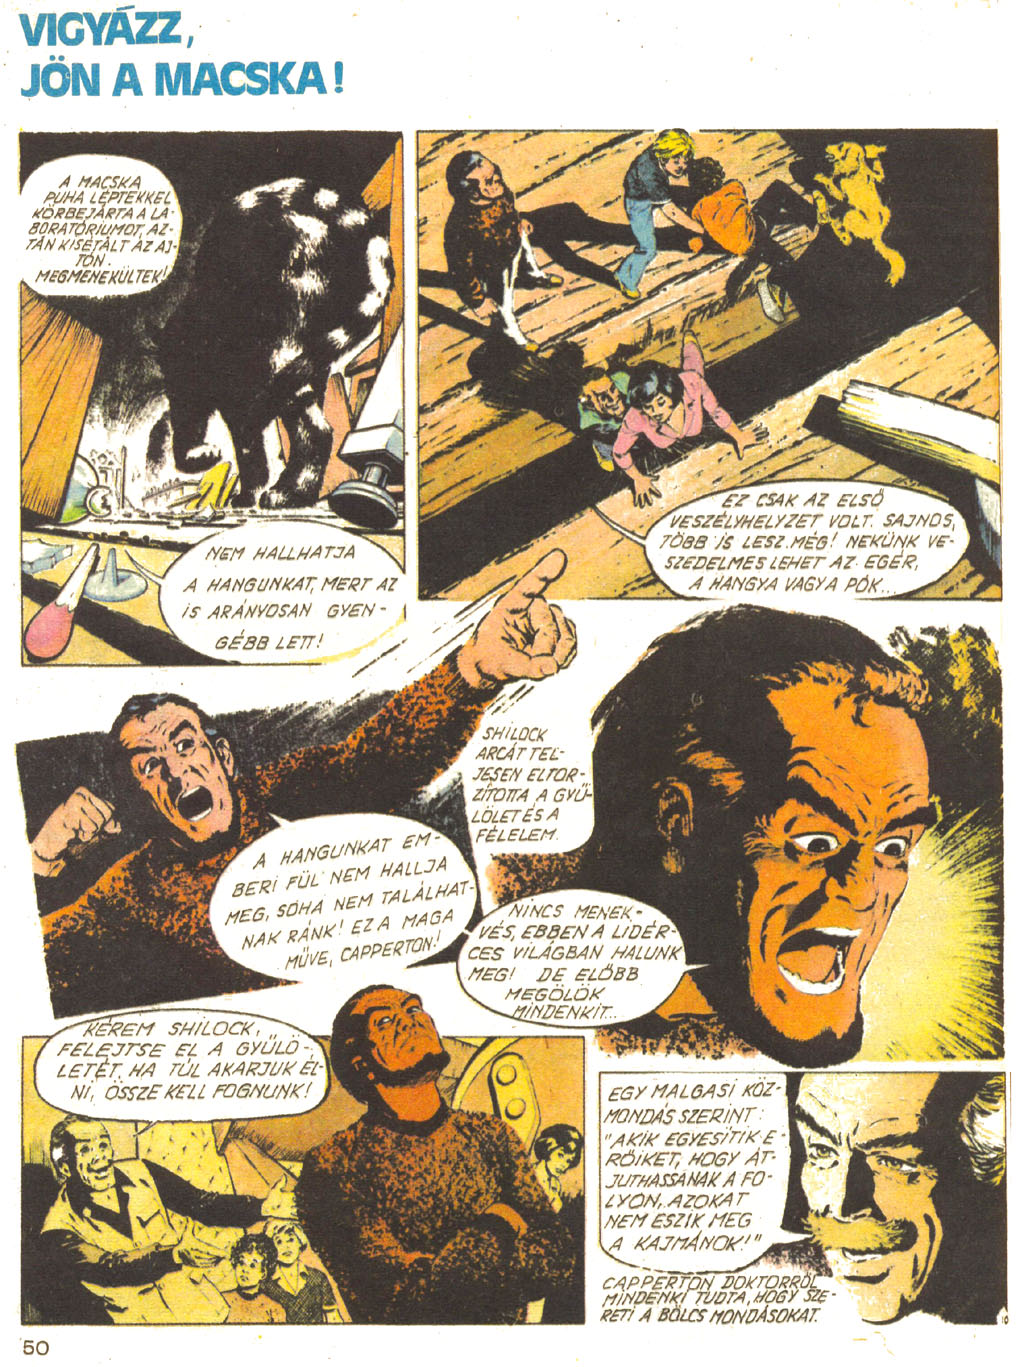 VIGYÁZZ,
JÖN A MACSKA!
A MACSKA
PUHA LÉPTEKKEL
KÖRBEJÁRTA A LA-
BORATÓRIUMOT, AZ-
TÁN KISÉTÁLT AZ AJ-
TÓN.
MEGMENEKÜLTEK!
NEM HALLHATJA
A HANGUNKAT, MERT AZ
IS ARÁNYOSAN GYEN-
GÉBB LETT!
EZ CSAK AZ ELSŐ
VESZÉLYHELYZET VOLT. SAJNOS,
TÖBB IS LESZ MÉG! NEKÜNK VE-
SZEDELMES LEHET AZ EGÉR,
A HANGYA VAGY A PÓK...
A HANGUNKAT EM-
BERI FÜL NEM HALLJA
MEG, SOHA NEM TALÁLHAT-
NAK RÁNK! EZ A MAGA
MŰVE, CAPPERTON!
SHILOCK
ARCÁT TEL-
JESEN ELTOR-
ZÍTOTTA A GYŰ-
LÖLET ÉS A
FÉLELEM.
NINCS MENEK-
VÉS, EBBEN A LIDÉR-
CES VILÁGBAN HALUNK
MEG! DE ELŐBB
MEGÖLÖK
MINDENKIT...
KÉREM SHILOCK,
FELEJTSE EL A GYŰLÖ-
LETÉT, HA TÚL AKARJUK ÉL-
NI, ÖSSZE KELL FOGNUNK!
EGY MALGASI KÖZ-
MONDÁS SZERINT:
"AKIK EGYESÍTIK E-
RŐIKET, HOGY ÁT-
JUTHASSANAK A FO-
LYÓN, AZOKAT
NEM ESZIK MEG
A KAJMÁNOK!"
CAPPERTON DOKTORRÓL
MINDENKI TUDTA, HOGY SZE-
RETI A BÖLCS MONDÁSOKAT.
10
50